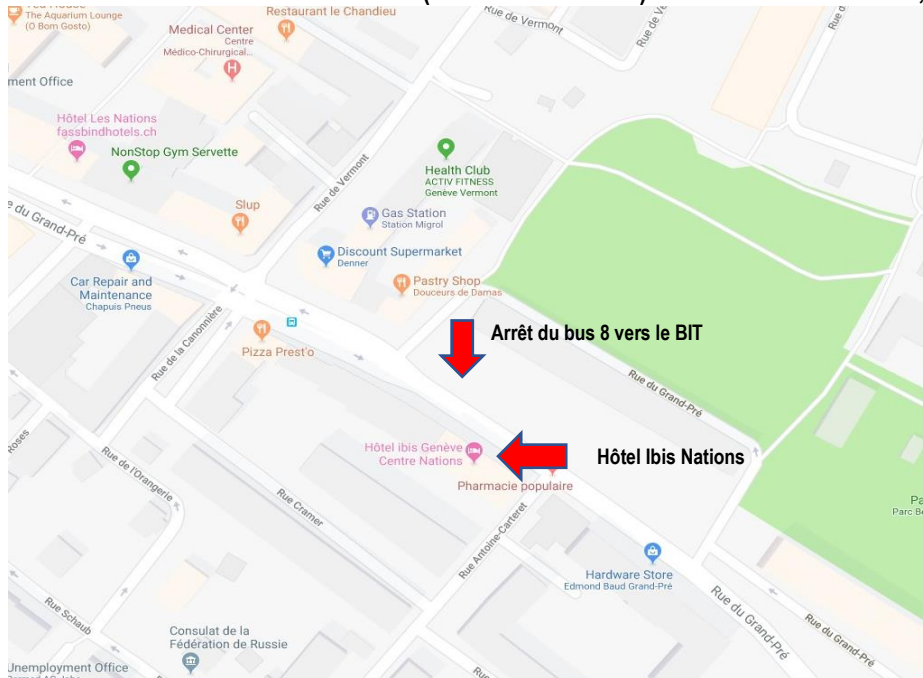 The Aquarium Lounge
(O Bom Gosto)
Restaurant le Chandieu
Rue de Vermont
Medical Center
Centre
Médico-Chirurgical...
ment Office
Hôtel Les Nations
fassbindhotels.ch
NonStop Gym Servette
Rue de Vermont
Health Club
ACTIV FITNESS
Genève Vermont
Slup
Gas Station
Station Migrol
e du Grand-Pré
Discount Supermarket
Denner
Car Repair and
Maintenance
Chapuis Pneus
Pastry Shop
Douceurs de Damas
Rue de la Canonnière
Pizza Prest'o
Arrêt du bus 8 vers le BIT
Rue du Grand-Pré
Hôtel ibis Genève
Centre Nations
Hôtel Ibis Nations
Pharmacie populaire
Roses
Rue de l'Orangerie
Rue Cramer
Rue Antoine-Carteret
Pa
Parc Be
Hardware Store
Edmond Baud Grand-Pré
Rue du Grand-Pré
Rue du Grand-Pré
Rue Schaub
Consulat de la
Fédération de Russie
Unemployment Office
Rue